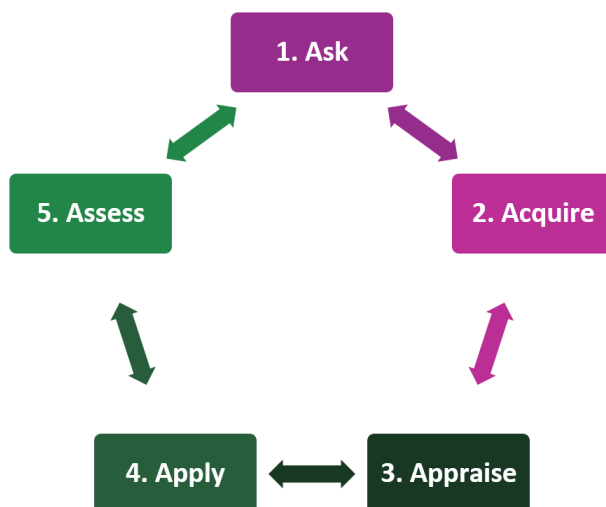 1. Ask
2. Acquire
3. Appraise
4. Apply
5. Assess